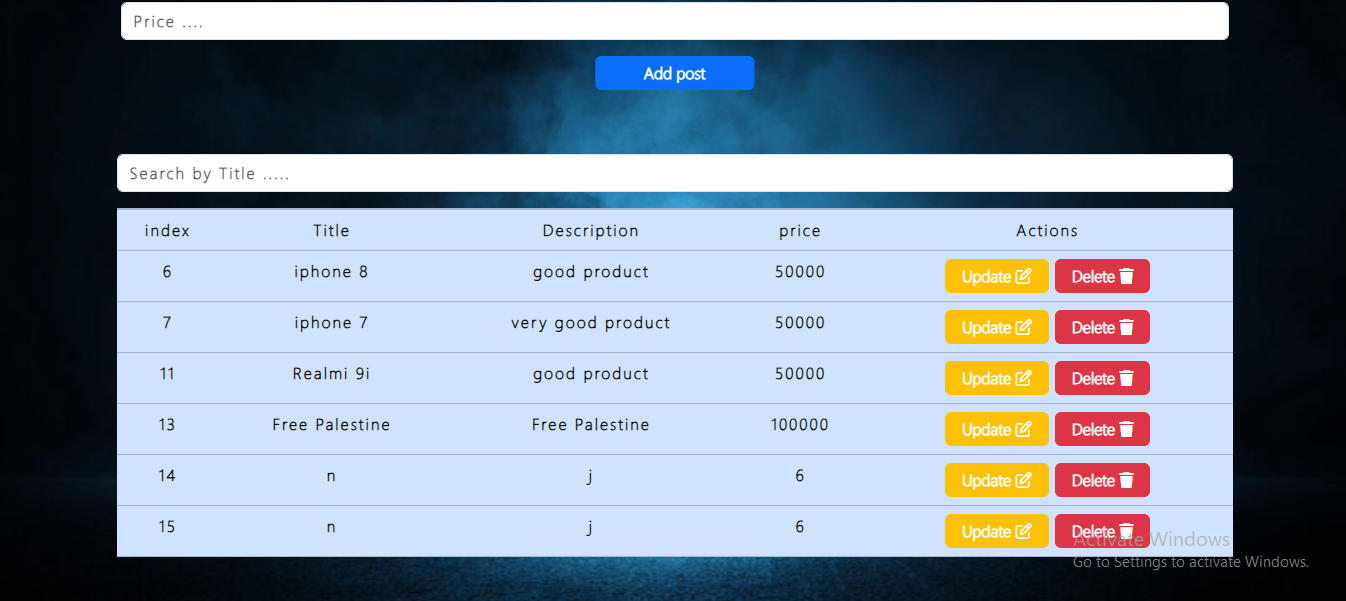 Price ....
Add post
Search by Title .....
index Title Description price Actions
6 iphone 8 good product 50000 Update Delete
7 iphone 7 very good product 50000 Update Delete
11 Realmi 9i good product 50000 Update Delete
13 Free Palestine Free Palestine 100000 Update Delete
14 n j 6 Update Delete
15 n j 6 Update Delete
Activate Windows
Go to Settings to activate Windows.